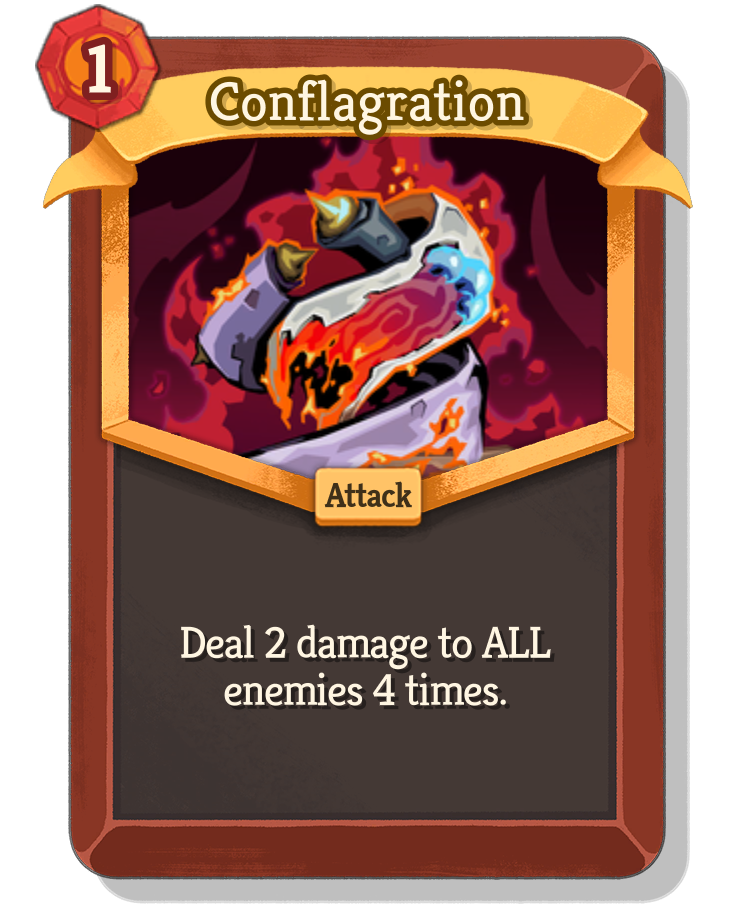 1
Conflagration
Attack
Deal 2 damage to ALL
enemies 4 times.